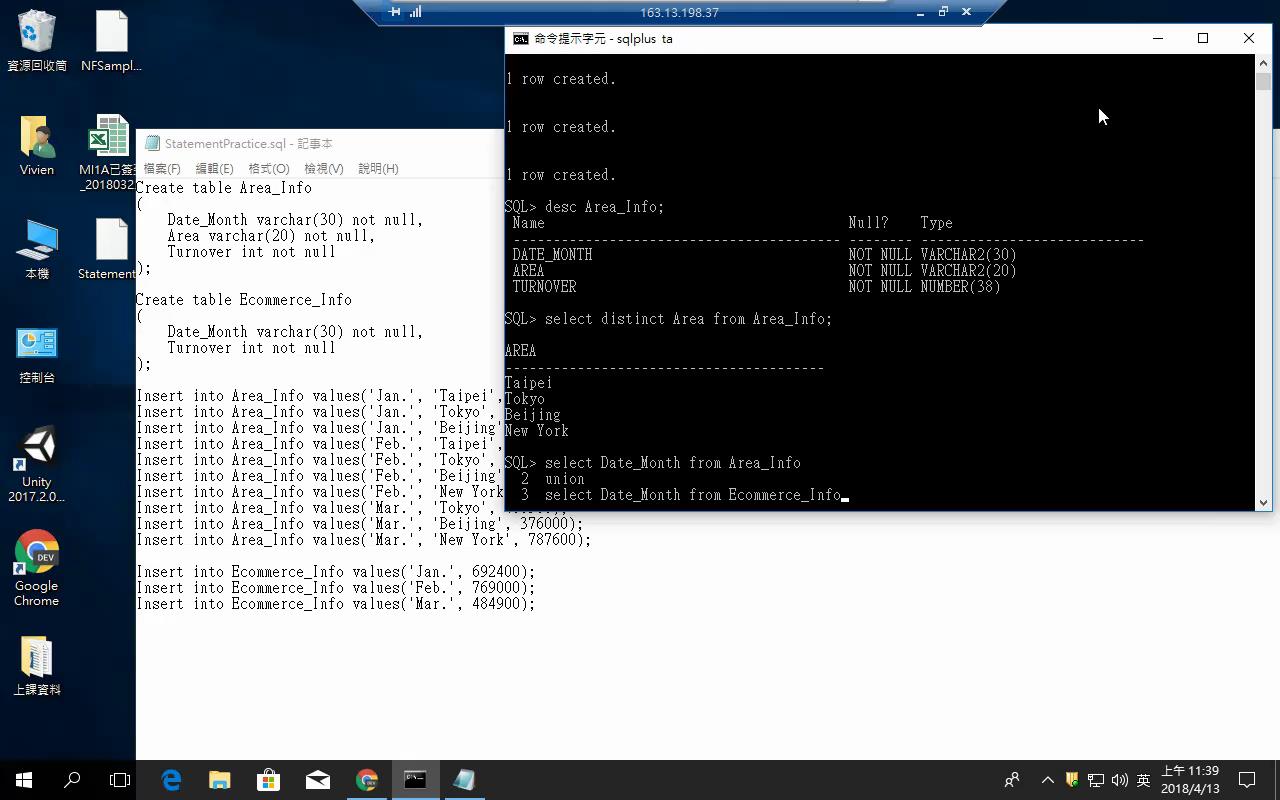 163.13.198.37
資源回收筒
NFSampl...
Vivien
MI1A已簽
_2018032
本機
Statement
控制台
Unity
2017.2.0...
Google
Chrome
上課資料
StatementPractice.sql - 記事本
檔案(F) 編輯(E) 格式(O) 檢視(V) 說明(H)
Create table Area_Info
(
Date_Month varchar(30) not null,
Area varchar(20) not null,
Turnover int not null
);
Create table Ecommerce_Info
(
Date_Month varchar(30) not null,
Turnover int not null
);
Insert into Area_Info values('Jan.', 'Taipei',
Insert into Area_Info values('Jan.', 'Tokyo',
Insert into Area_Info values('Jan.', 'Beijing'
Insert into Area_Info values('Feb.', 'Taipei',
Insert into Area_Info values('Feb.', 'Tokyo',
Insert into Area_Info values('Feb.', 'Beijing'
Insert into Area_Info values('Feb.', 'New York
Insert into Area_Info values('Mar.', 'Tokyo',
Insert into Area_Info values('Mar.', 'Beijing', 376000);
Insert into Area_Info values('Mar.', 'New York', 787600);
Insert into Ecommerce_Info values('Jan.', 692400);
Insert into Ecommerce_Info values('Feb.', 769000);
Insert into Ecommerce_Info values('Mar.', 484900);
命令提示字元 - sqlplus ta
1 row created.
1 row created.
1 row created.
SQL> desc Area_Info;
Name Null? Type
----------------------------------------- -------- ----------------------------
DATE_MONTH NOT NULL VARCHAR2(30)
AREA NOT NULL VARCHAR2(20)
TURNOVER NOT NULL NUMBER(38)
SQL> select distinct Area from Area_Info;
AREA
----------------------------------------
Taipei
Tokyo
Beijing
New York
SQL> select Date_Month from Area_Info
2 union
3 select Date_Month from Ecommerce_Info
英
上午 11:39
2018/4/13
DEV